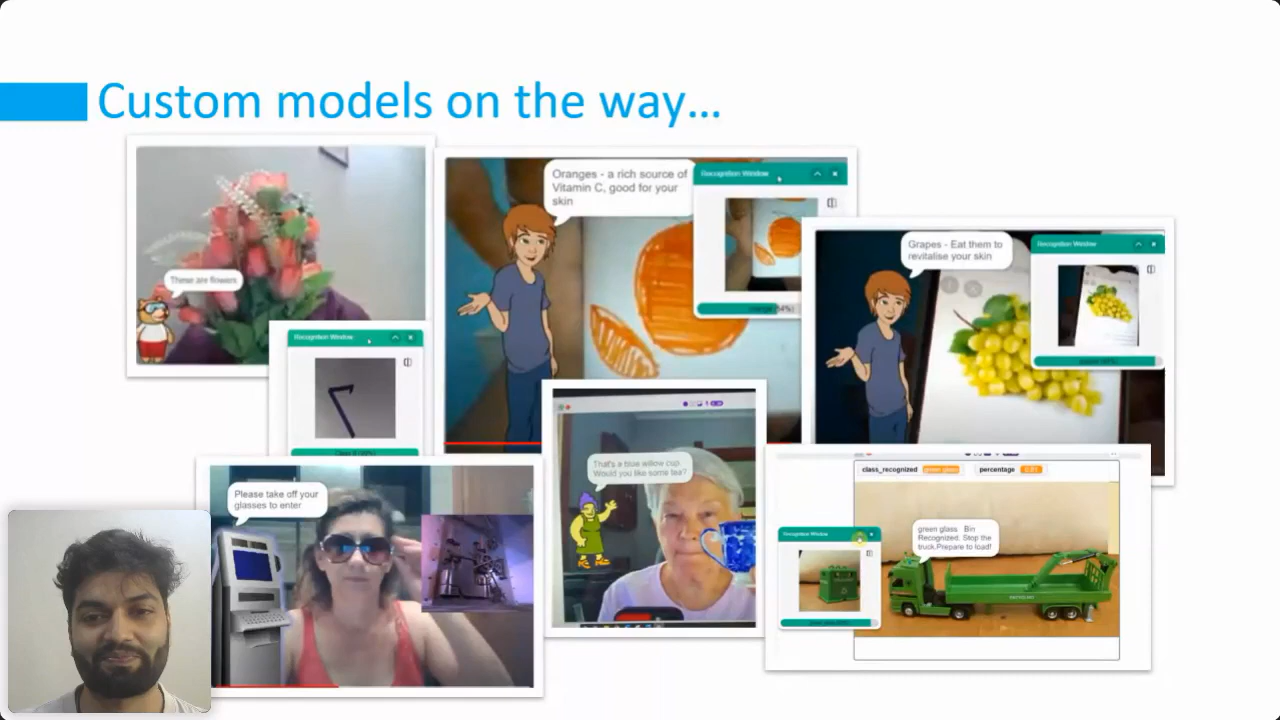 Custom models on the way...
These are flowers
Oranges - a rich source of
Vitamin C, good for your
skin
Recognition Window
Grapes - Eat them to
revitalise your skin
Recognition Window
Recognition Window
Please take off your
glasses to enter
That's a blue willow cup.
Would you like some tea?
class_recognized green glass percentage
Recognition Window
green glass Bin
Recognized. Stop the
truck.Prepare to load!